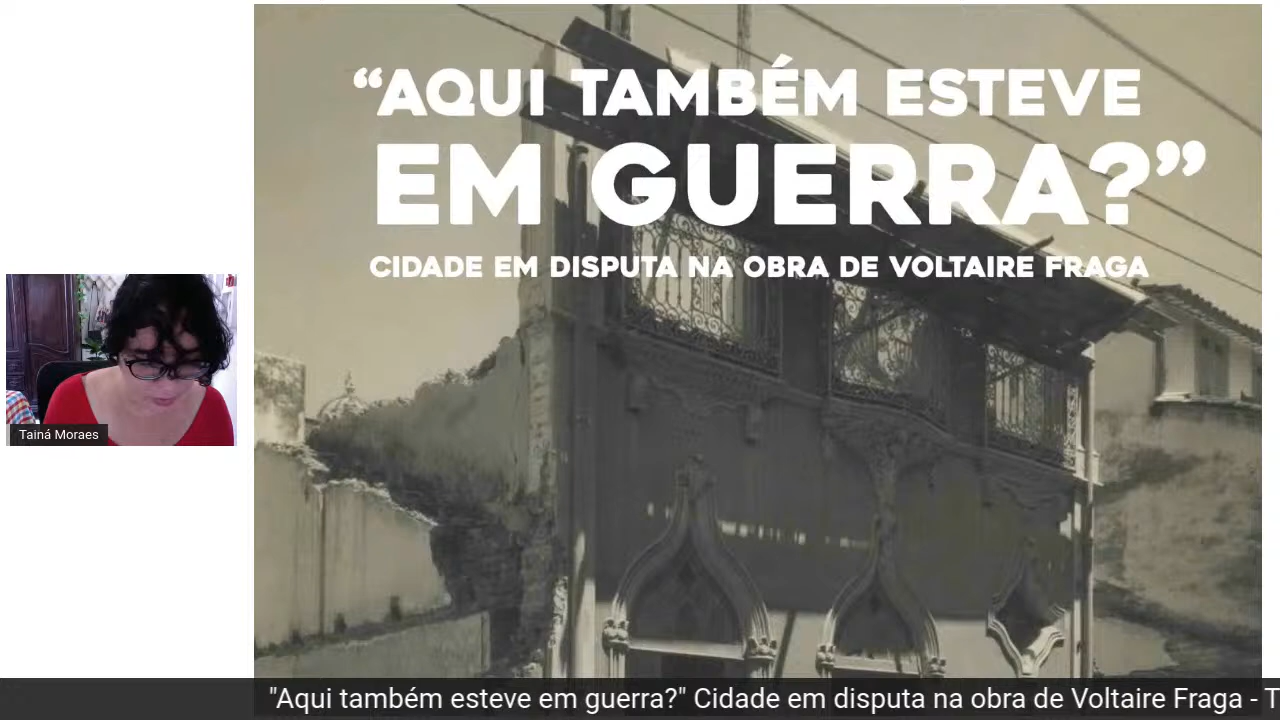 “AQUI TAMBÉM ESTEVE
EM GUERRA?”
CIDADE EM DISPUTA NA OBRA DE VOLTAIRE FRAGA
Tainá Moraes
"Aqui também esteve em guerra?" Cidade em disputa na obra de Voltaire Fraga - T